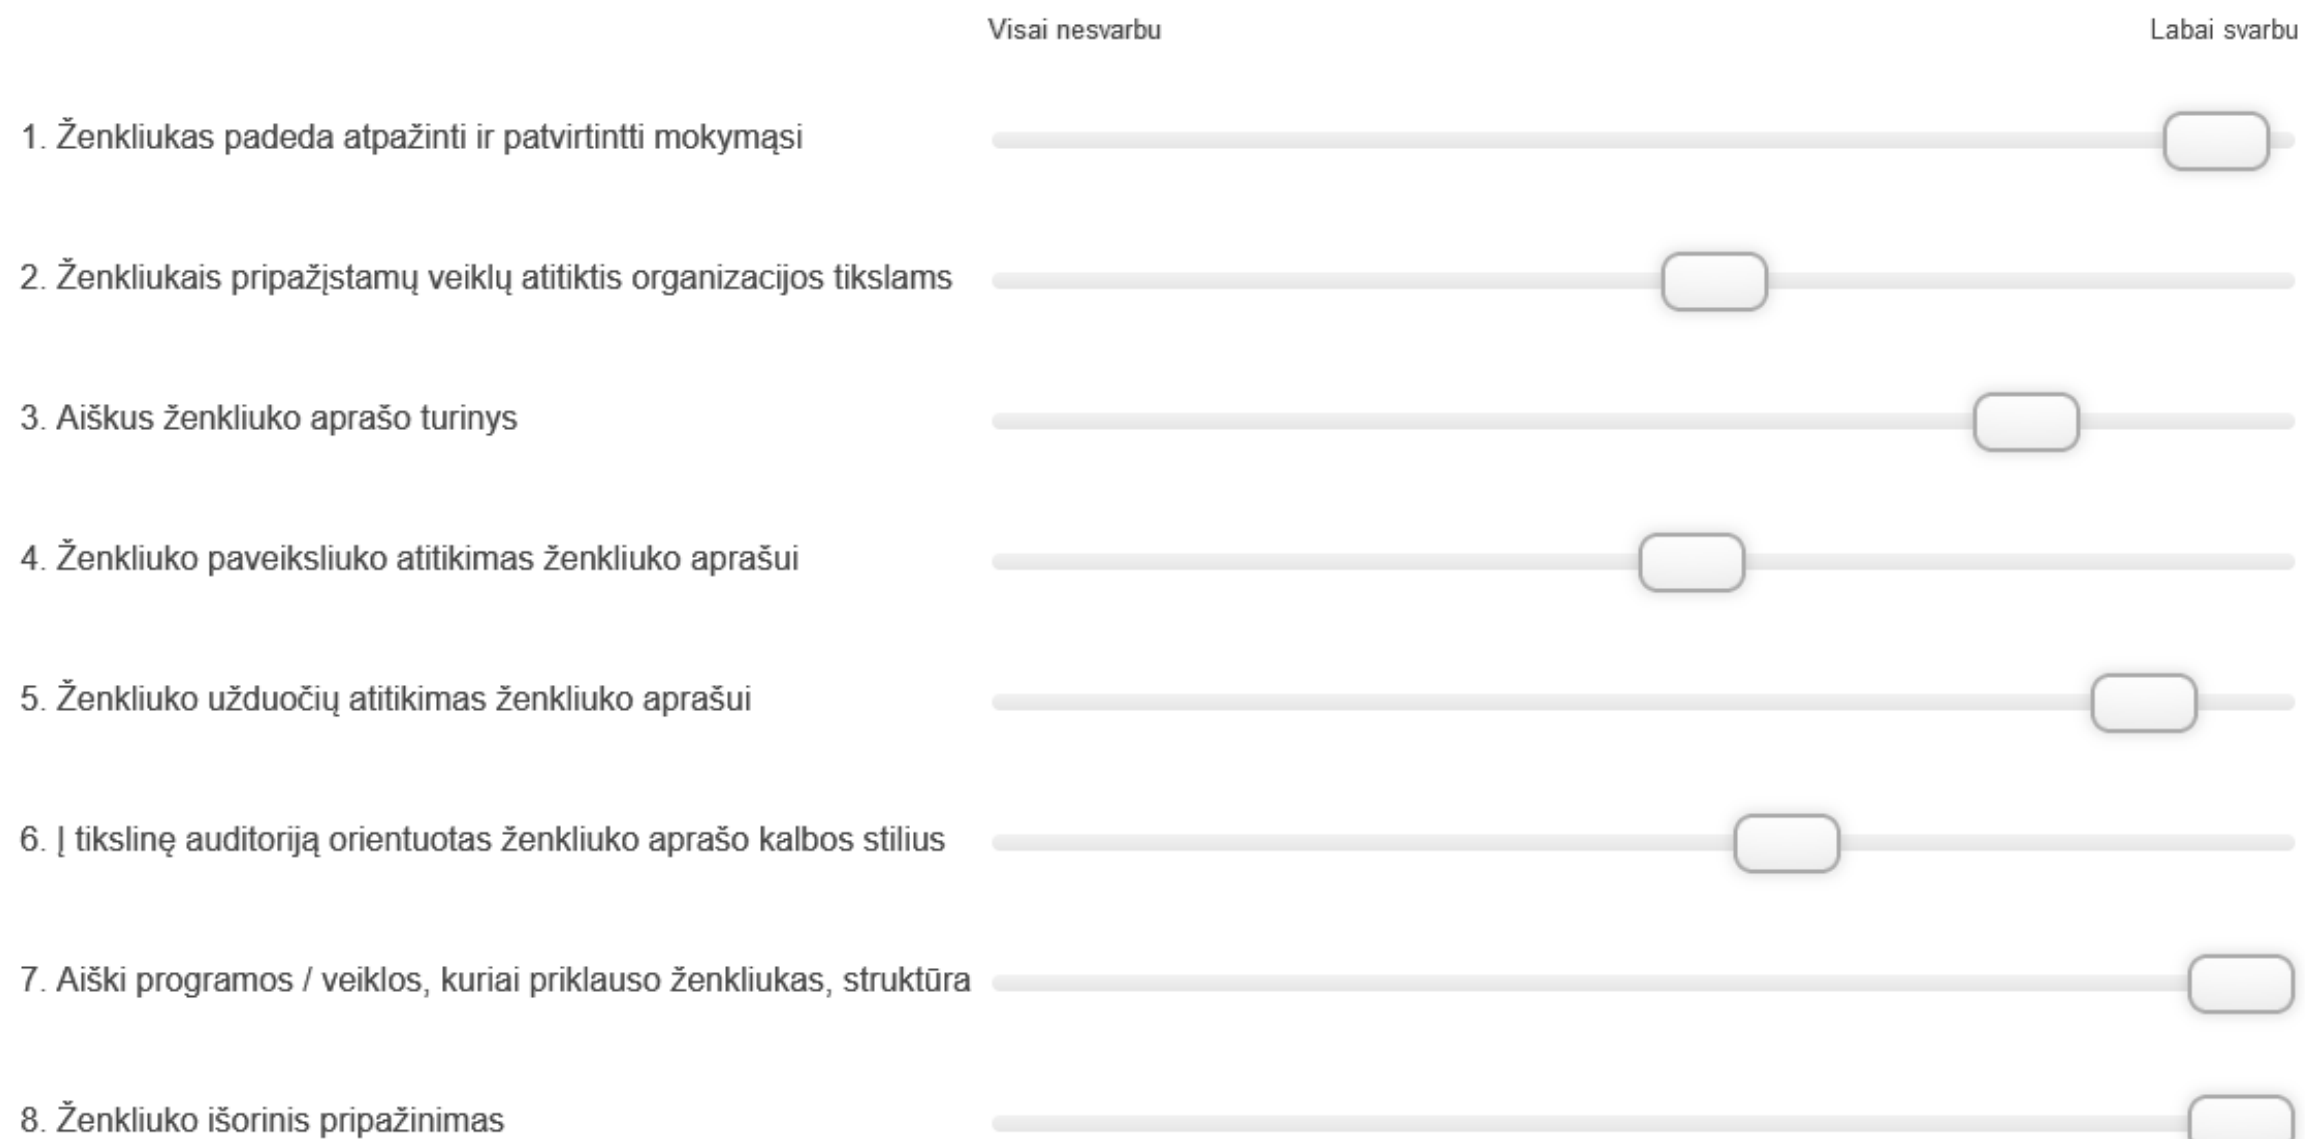 Visai nesvarbu Labai svarbu
1. Ženkliukas padeda atpažinti ir patvirtintti mokymąsi
2. Ženkliukais pripažįstamų veiklų atitiktis organizacijos tikslams
3. Aiškus ženkliuko aprašo turinys
4. Ženkliuko paveiksliuko atitikimas ženkliuko aprašui
5. Ženkliuko užduočių atitikimas ženkliuko aprašui
6. Į tikslinę auditoriją orientuotas ženkliuko aprašo kalbos stilius
7. Aiški programos / veiklos, kuriai priklauso ženkliukas, struktūra
8. Ženkliuko išorinis pripažinimas